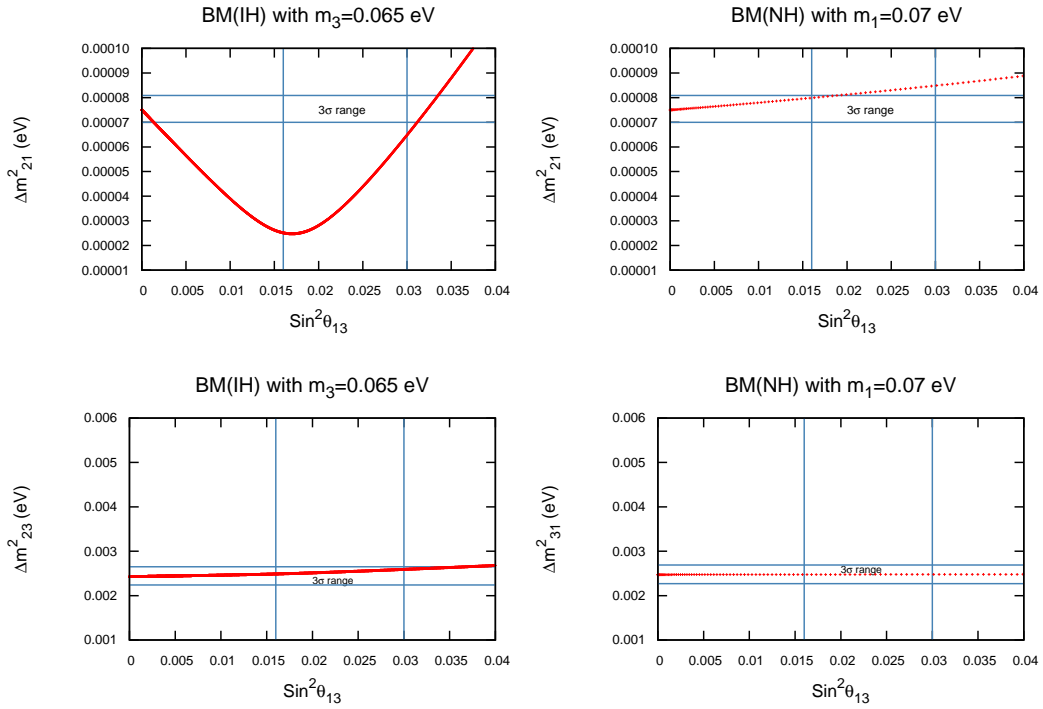 BM(IH) with m3=0.065 eV
0.00010
0.00009
0.00008
0.00007
0.00006
0.00005
0.00004
0.00003
0.00002
0.00001
Δm²21 (eV)
3σ range
0 0.005 0.01 0.015 0.02 0.025 0.03 0.035 0.04
Sin²θ13
BM(NH) with m1=0.07 eV
0.00010
0.00009
0.00008
0.00007
0.00006
0.00005
0.00004
0.00003
0.00002
0.00001
Δm²21 (eV)
3σ range
0 0.005 0.01 0.015 0.02 0.025 0.03 0.035 0.04
Sin²θ13
BM(IH) with m3=0.065 eV
0.006
0.005
0.004
0.003
0.002
0.001
Δm²23 (eV)
3σ range
0 0.005 0.01 0.015 0.02 0.025 0.03 0.035 0.04
Sin²θ13
BM(NH) with m1=0.07 eV
0.006
0.005
0.004
0.003
0.002
0.001
Δm²31 (eV)
3σ range
0 0.005 0.01 0.015 0.02 0.025 0.03 0.035 0.04
Sin²θ13